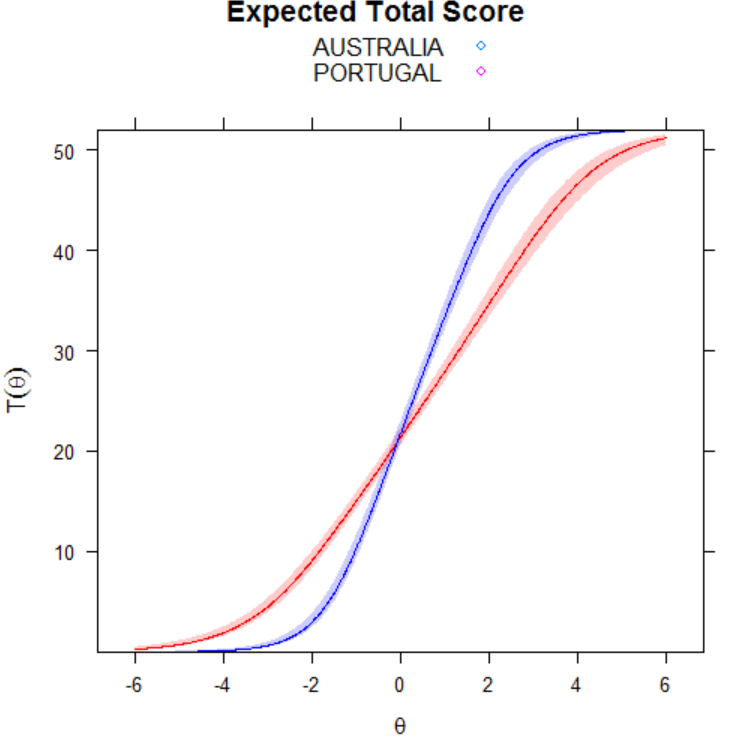 Expected Total Score
AUSTRALIA
PORTUGAL
50
40
30
20
10
T(θ)
-6 -4 -2 0 2 4 6
θ